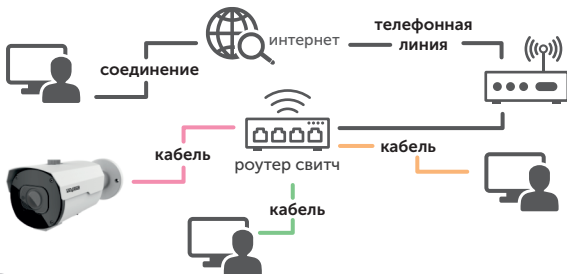 телефонная
линия
интернет
соединение
кабель
роутер свитч
кабель
кабель